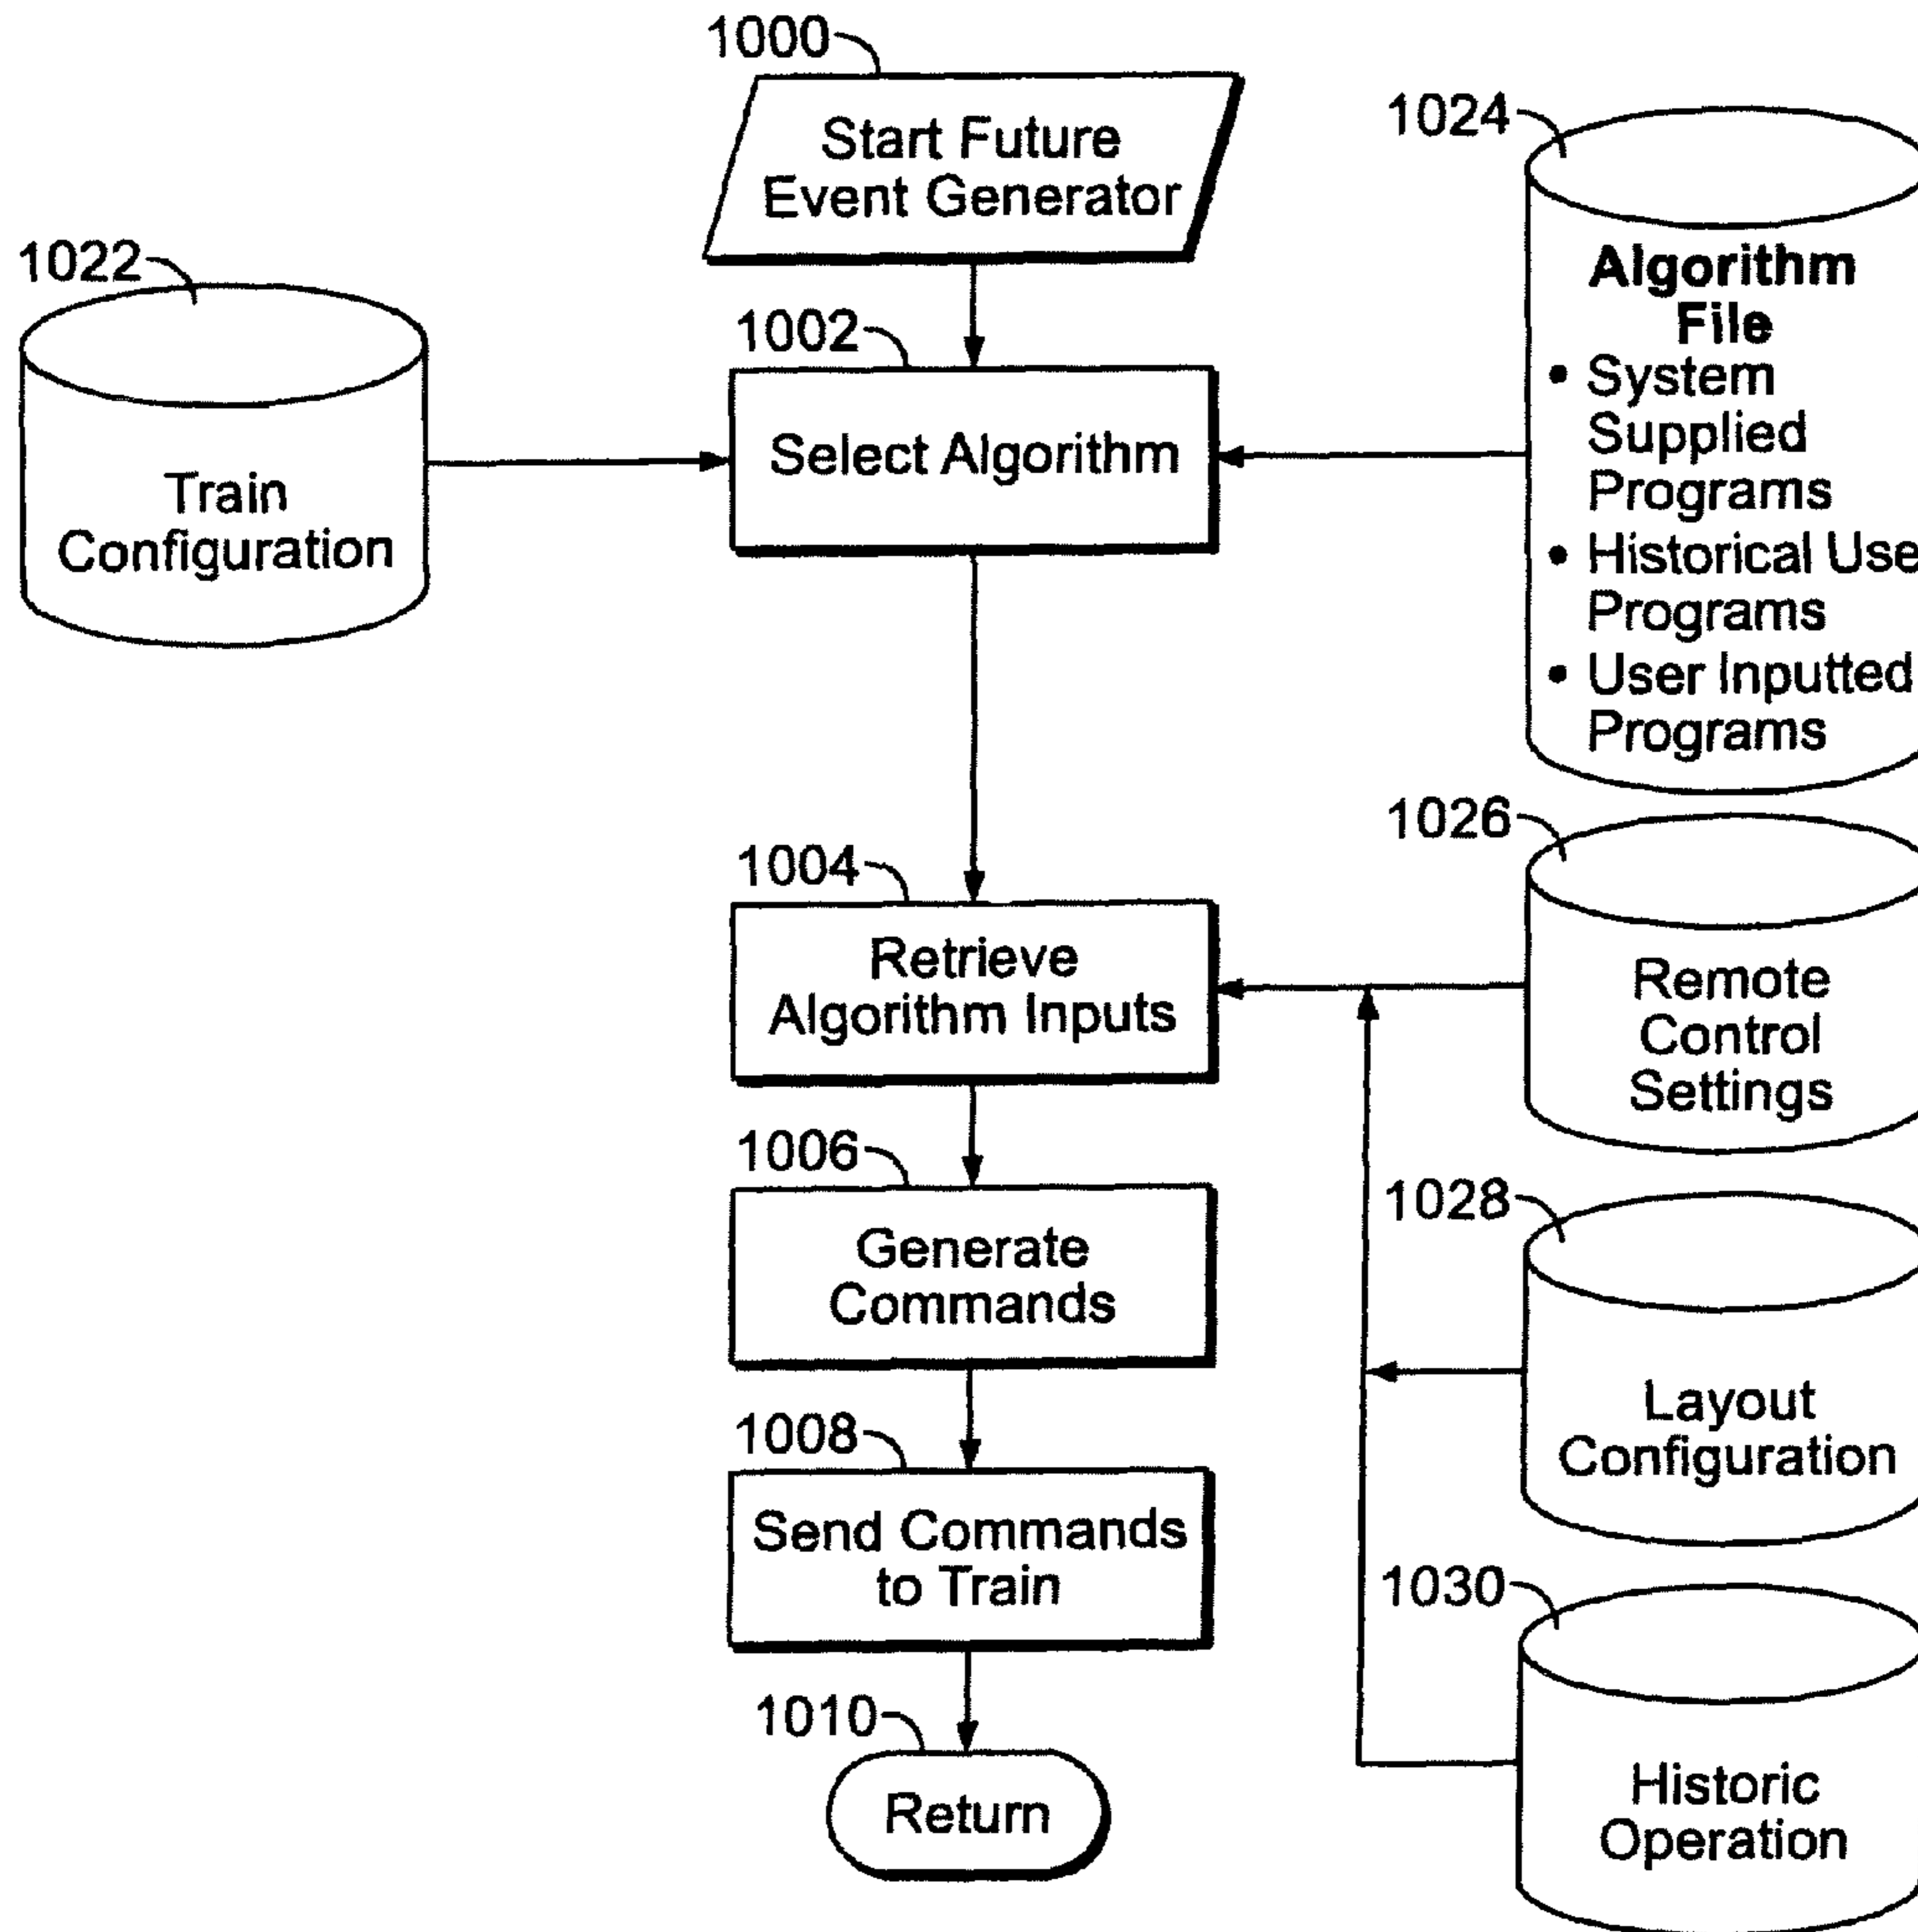 1000
Start Future
Event Generator
1022
Train
Configuration
1002
Select Algorithm
1024
Algorithm
File
• System
Supplied
Programs
• Historical Use
Programs
• User Inputted
Programs
1004
Retrieve
Algorithm Inputs
1026
Remote
Control
Settings
1006
Generate
Commands
1028
Layout
Configuration
1008
Send Commands
to Train
1030
Historic
Operation
1010
Return